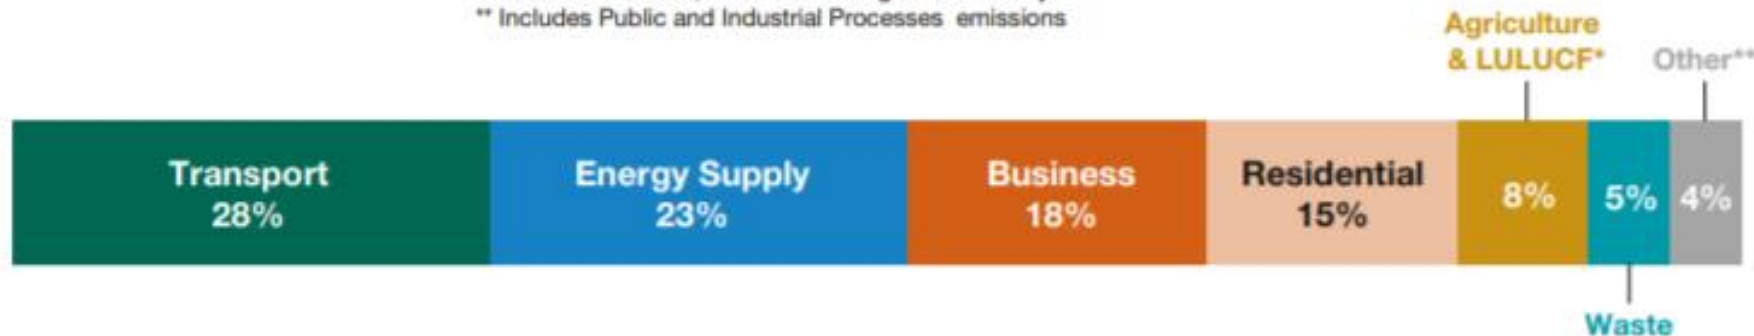 ** Includes Public and Industrial Processes emissions
Agriculture
& LULUCF*
Other**
Transport
28%
Energy Supply
23%
Business
18%
Residential
15%
8%
5%
4%
Waste